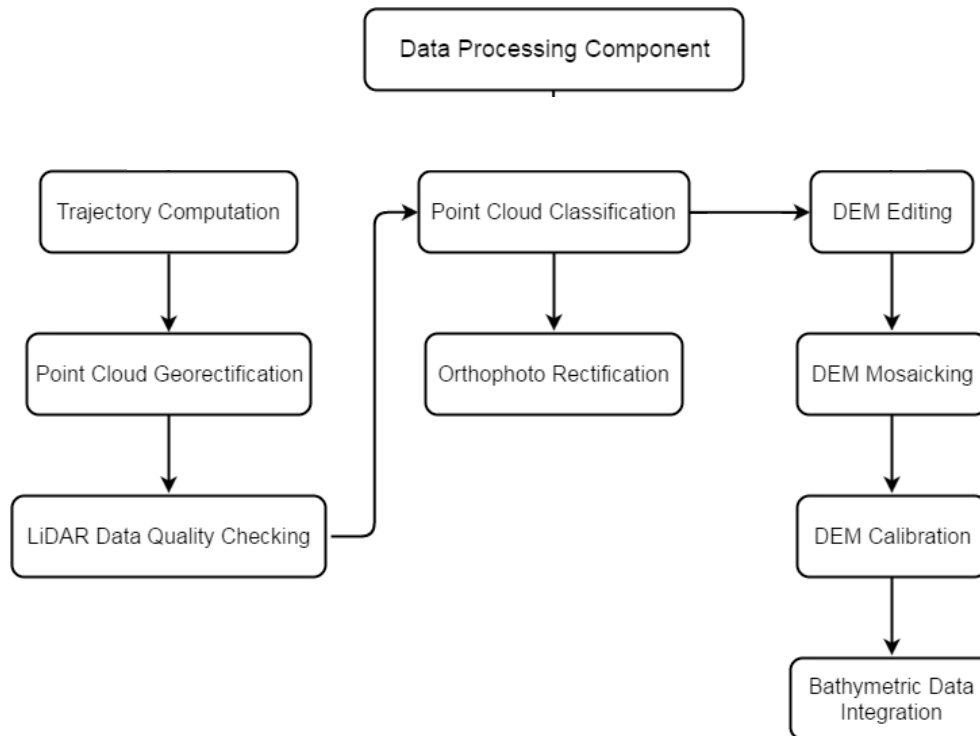 Data Processing Component
Trajectory Computation
Point Cloud Georectification
LiDAR Data Quality Checking
Point Cloud Classification
Orthophoto Rectification
DEM Editing
DEM Mosaicking
DEM Calibration
Bathymetric Data
Integration